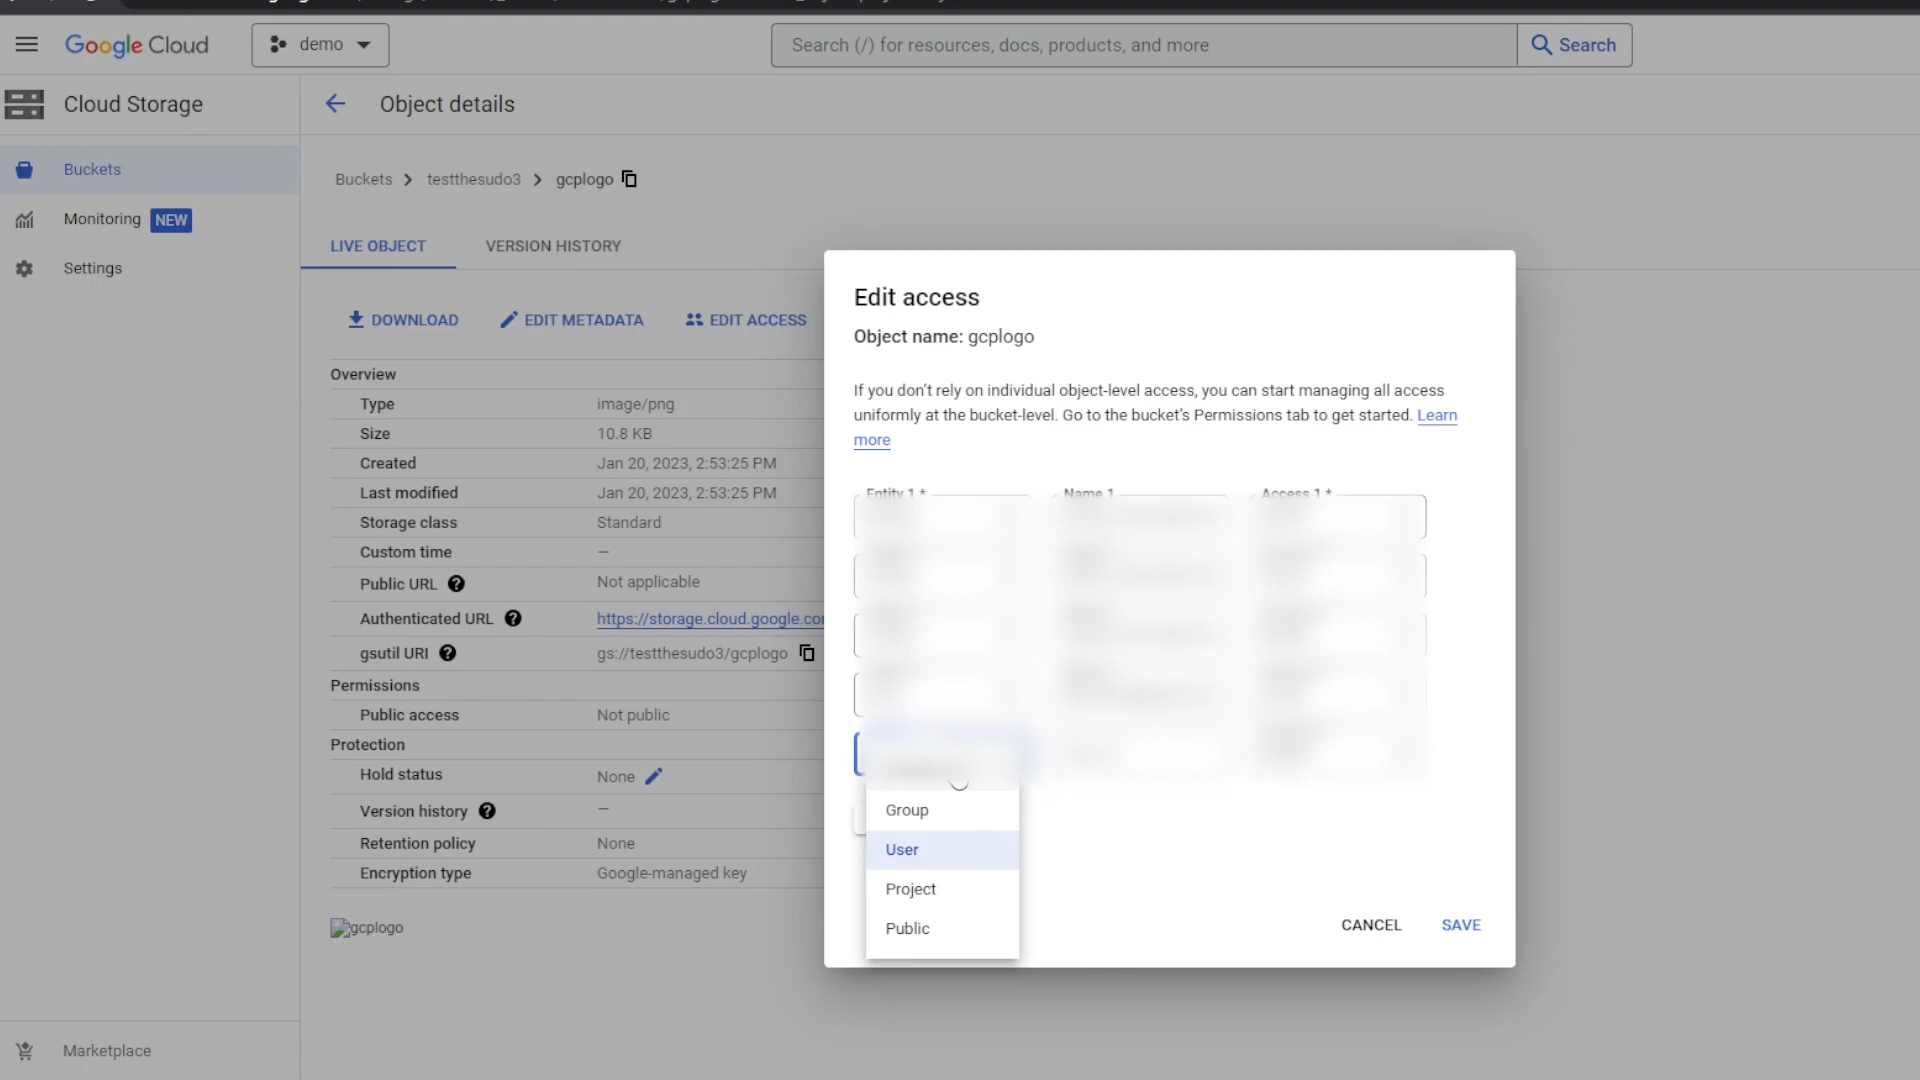 Google Cloud
demo
Search (/) for resources, docs, products, and more
Search
Cloud Storage
Object details
Buckets
Monitoring NEW
Settings
Marketplace
Buckets > testthesudo3 > gcplogo
LIVE OBJECT VERSION HISTORY
DOWNLOAD EDIT METADATA EDIT ACCESS
Overview
Type image/png
Size 10.8 KB
Created Jan 20, 2023, 2:53:25 PM
Last modified Jan 20, 2023, 2:53:25 PM
Storage class Standard
Custom time —
Public URL ? Not applicable
Authenticated URL ? https://storage.cloud.google.co
gsutil URI ? gs://testthesudo3/gcplogo
Permissions
Public access Not public
Protection
Hold status None
Version history ? —
Retention policy None
Encryption type Google-managed key
gcplogo
Edit access
Object name: gcplogo
If you don't rely on individual object-level access, you can start managing all access
uniformly at the bucket-level. Go to the bucket's Permissions tab to get started. Learn
more
Entity 1 * Name 1 Access 1 *
Group
User
Project
Public
CANCEL SAVE